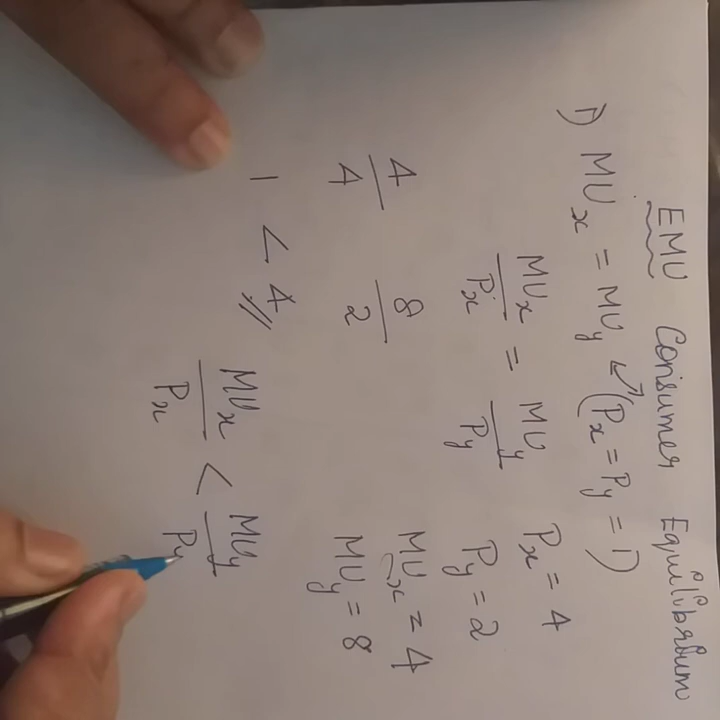 EMU Consumer Equilibrium
1) MUx = MUy ↙ (Px = Py = 1)
MUx/Px = MUy/Py
Px = 4
Py = 2
MUx = 4
MUy = 8
4/4 8/2
1 < 4
MUx/Px < MUy/Py